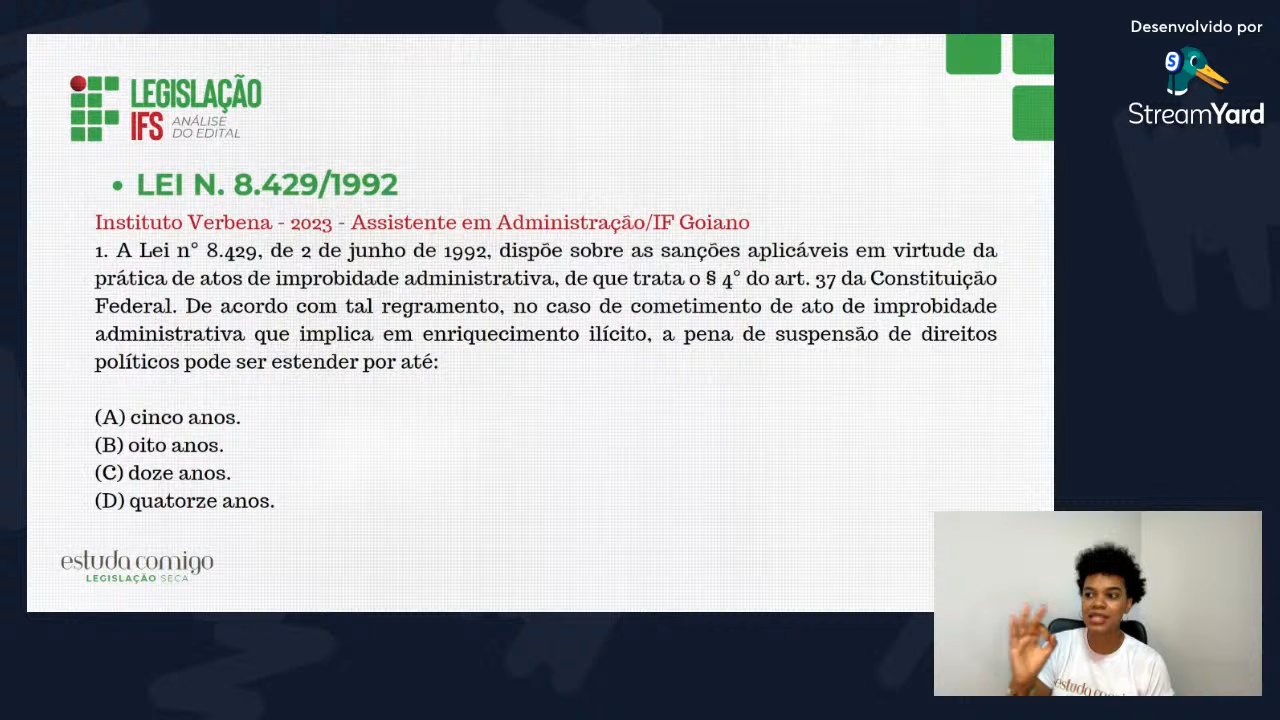 Desenvolvido por
StreamYard
LEGISLAÇÃO
IFS ANÁLISE
DO EDITAL
• LEI N. 8.429/1992
Instituto Verbena - 2023 - Assistente em Administração/IF Goiano
1. A Lei n° 8.429, de 2 de junho de 1992, dispõe sobre as sanções aplicáveis em virtude da
prática de atos de improbidade administrativa, de que trata o § 4° do art. 37 da Constituição
Federal. De acordo com tal regramento, no caso de cometimento de ato de improbidade
administrativa que implica em enriquecimento ilícito, a pena de suspensão de direitos
políticos pode ser estender por até:
(A) cinco anos.
(B) oito anos.
(C) doze anos.
(D) quatorze anos.
estuda comigo
LEGISLAÇÃO SECA
estuda